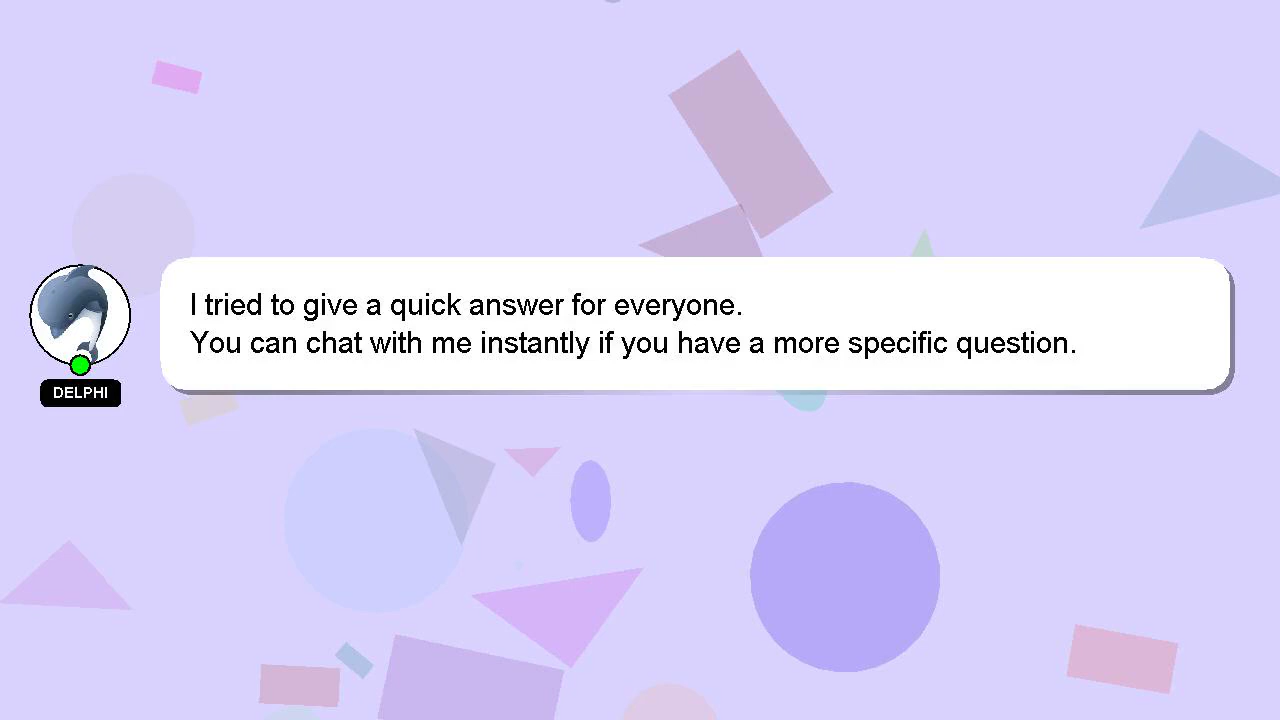 I tried to give a quick answer for everyone.
You can chat with me instantly if you have a more specific question.
DELPHI